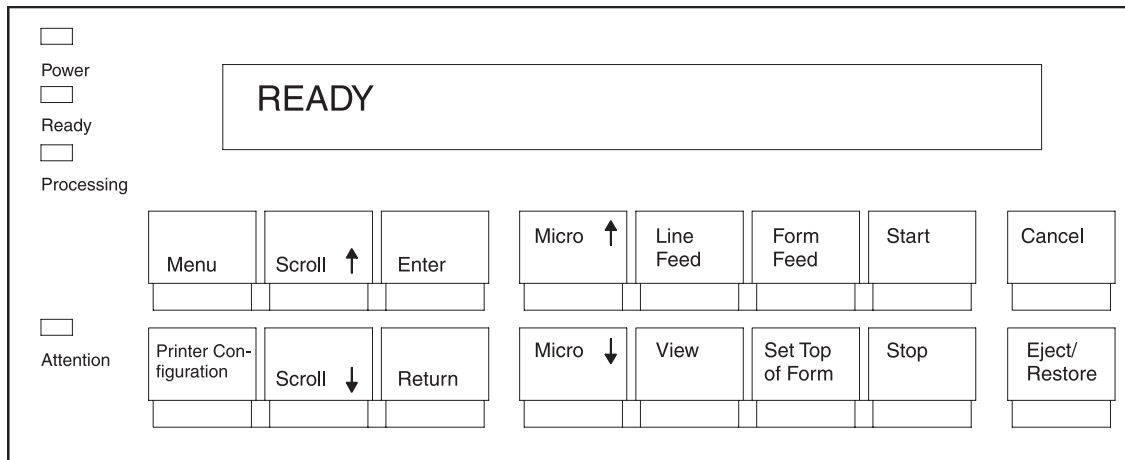 Power
READY
Ready
Processing
Menu
Scroll ↑
Enter
Micro ↑
Line
Feed
Form
Feed
Start
Cancel
Attention
Printer Con-
figuration
Scroll ↓
Return
Micro ↓
View
Set Top
of Form
Stop
Eject/
Restore